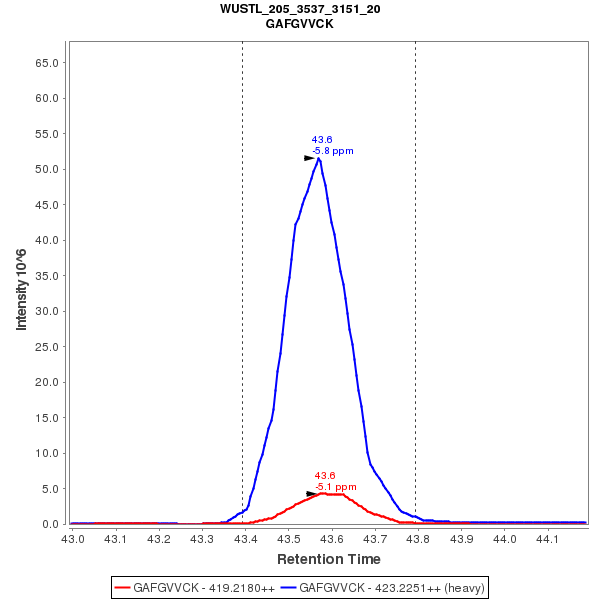 WUSTL_205_3537_3151_20
GAFGVVCK
Intensity 10^6
65.0
60.0
55.0
50.0
45.0
40.0
35.0
30.0
25.0
20.0
15.0
10.0
5.0
0.0
43.6
-5.8 ppm
43.6
-5.1 ppm
43.0 43.1 43.2 43.3 43.4 43.5 43.6 43.7 43.8 43.9 44.0 44.1
Retention Time
GAFGVVCK - 419.2180++ GAFGVVCK - 423.2251++ (heavy)